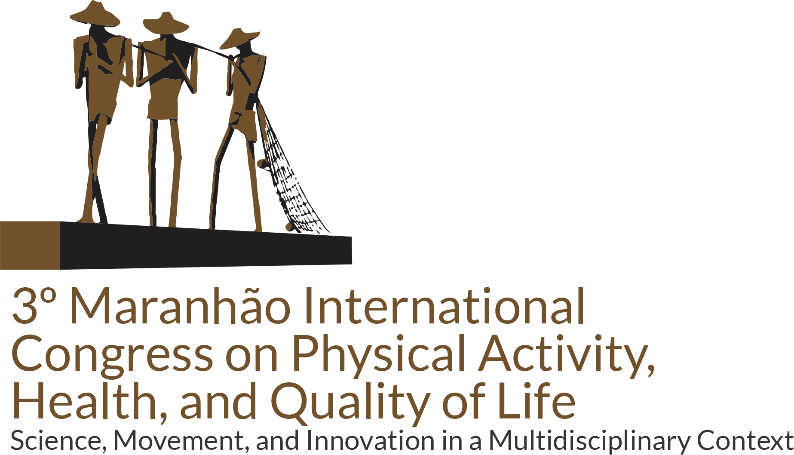 3º Maranhão International
Congress on Physical Activity,
Health, and Quality of Life
Science, Movement, and Innovation in a Multidisciplinary Context